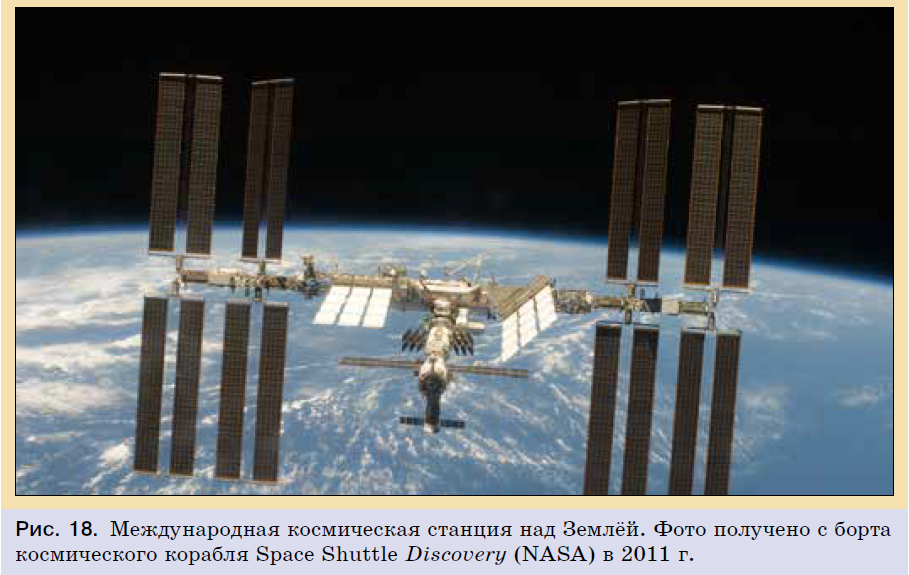 Рис. 18. Международная космическая станция над Землёй. Фото получено с борта
космического корабля Space Shuttle Discovery (NASA) в 2011 г.